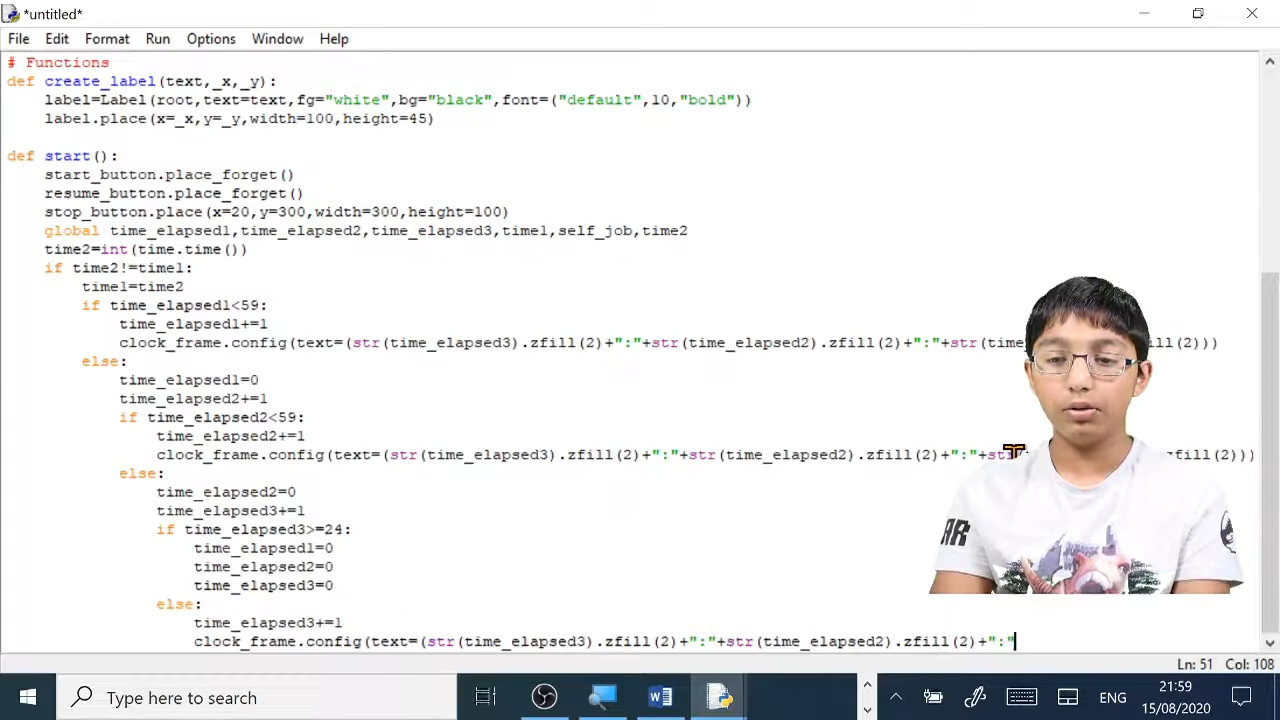 *untitled*
File Edit Format Run Options Window Help
# Functions
def create_label(text,_x,_y):
label=Label(root,text=text,fg="white",bg="black",font=("default",10,"bold"))
label.place(x=_x,y=_y,width=100,height=45)
def start():
start_button.place_forget()
resume_button.place_forget()
stop_button.place(x=20,y=300,width=300,height=100)
global time_elapsed1,time_elapsed2,time_elapsed3,time1,self_job,time2
time2=int(time.time())
if time2!=time1:
time1=time2
if time_elapsed1<59:
time_elapsed1+=1
clock_frame.config(text=(str(time_elapsed3).zfill(2)+":"+str(time_elapsed2).zfill(2)+":"+str(time ill(2)))
else:
time_elapsed1=0
time_elapsed2+=1
if time_elapsed2<59:
time_elapsed2+=1
clock_frame.config(text=(str(time_elapsed3).zfill(2)+":"+str(time_elapsed2).zfill(2)+":"+str zfill(2)))
else:
time_elapsed2=0
time_elapsed3+=1
if time_elapsed3>=24:
time_elapsed1=0
time_elapsed2=0
time_elapsed3=0
else:
time_elapsed3+=1
clock_frame.config(text=(str(time_elapsed3).zfill(2)+":"+str(time_elapsed2).zfill(2)+":"
Ln: 51 Col: 108
Type here to search
ENG
21:59
15/08/2020